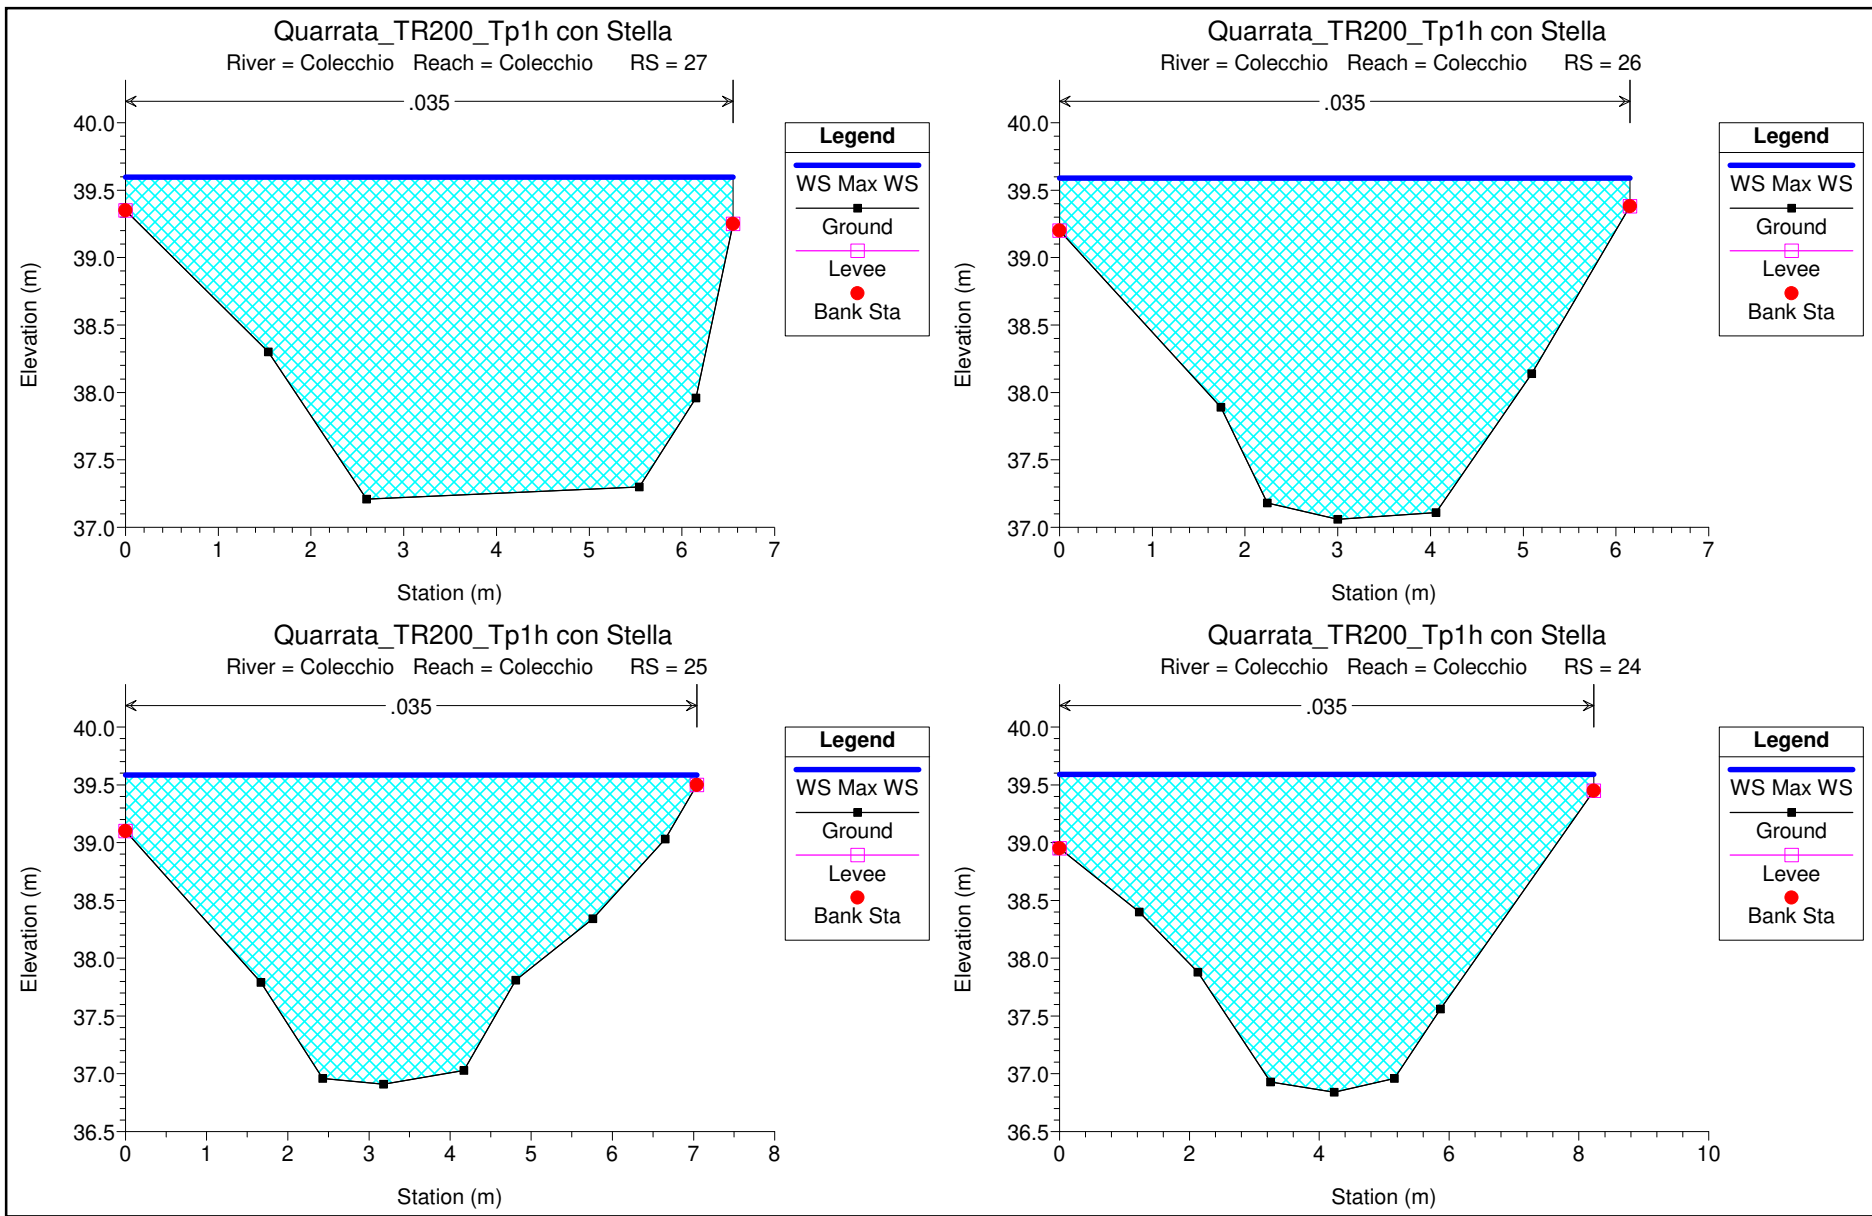 Quarrata_TR200_Tp1h con Stella
River = Colecchio Reach = Colecchio RS = 27
.035
40.0
39.5
39.0
38.5
38.0
37.5
37.0
Elevation (m)
0 1 2 3 4 5 6 7
Station (m)
Legend
WS Max WS
Ground
Levee
Bank Sta
Quarrata_TR200_Tp1h con Stella
River = Colecchio Reach = Colecchio RS = 26
.035
40.0
39.5
39.0
38.5
38.0
37.5
37.0
Elevation (m)
0 1 2 3 4 5 6 7
Station (m)
Legend
WS Max WS
Ground
Levee
Bank Sta
Quarrata_TR200_Tp1h con Stella
River = Colecchio Reach = Colecchio RS = 25
.035
40.0
39.5
39.0
38.5
38.0
37.5
37.0
36.5
Elevation (m)
0 1 2 3 4 5 6 7 8
Station (m)
Legend
WS Max WS
Ground
Levee
Bank Sta
Quarrata_TR200_Tp1h con Stella
River = Colecchio Reach = Colecchio RS = 24
.035
40.0
39.5
39.0
38.5
38.0
37.5
37.0
36.5
Elevation (m)
0 2 4 6 8 10
Station (m)
Legend
WS Max WS
Ground
Levee
Bank Sta